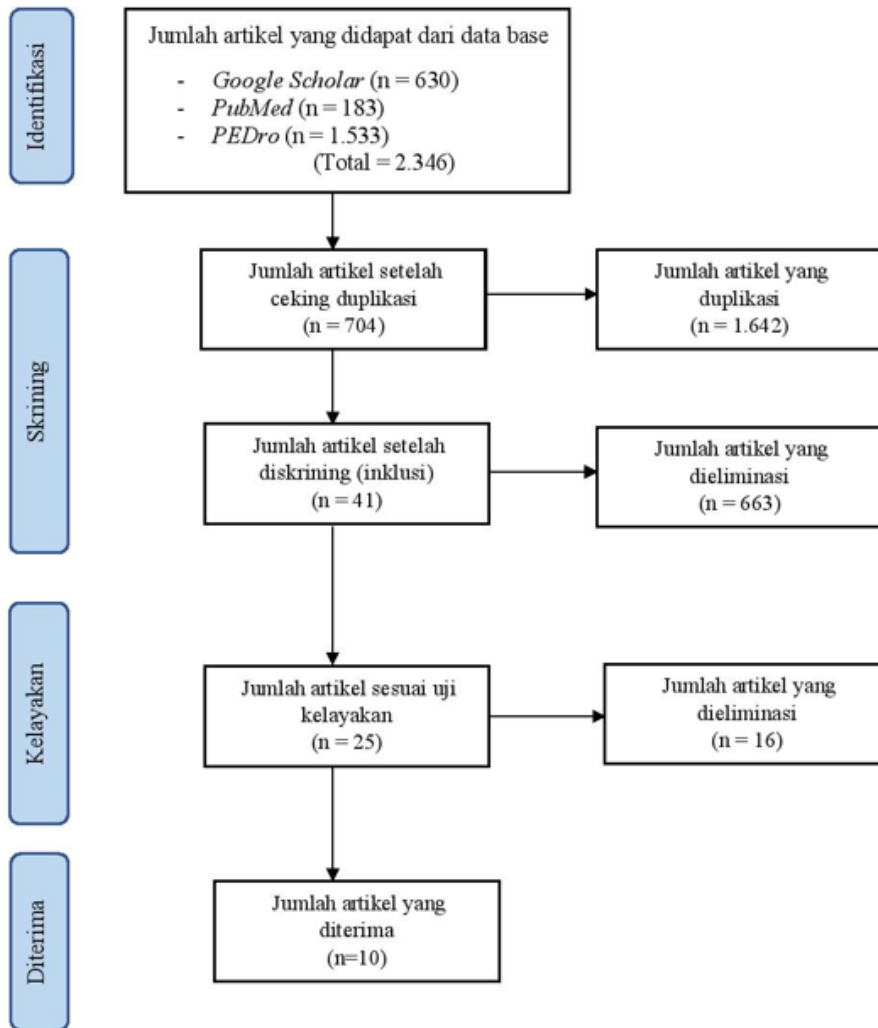 Identifikasi
Jumlah artikel yang didapat dari data base
- Google Scholar (n = 630)
- PubMed (n = 183)
- PEDro (n = 1.533)
(Total = 2.346)
Skrining
Jumlah artikel setelah
ceking duplikasi
(n = 704)
Jumlah artikel yang
duplikasi
(n = 1.642)
Jumlah artikel setelah
diskrining (inklusi)
(n = 41)
Jumlah artikel yang
dieliminasi
(n = 663)
Kelayakan
Jumlah artikel sesuai uji
kelayakan
(n = 25)
Jumlah artikel yang
dieliminasi
(n = 16)
Diterima
Jumlah artikel yang
diterima
(n=10)